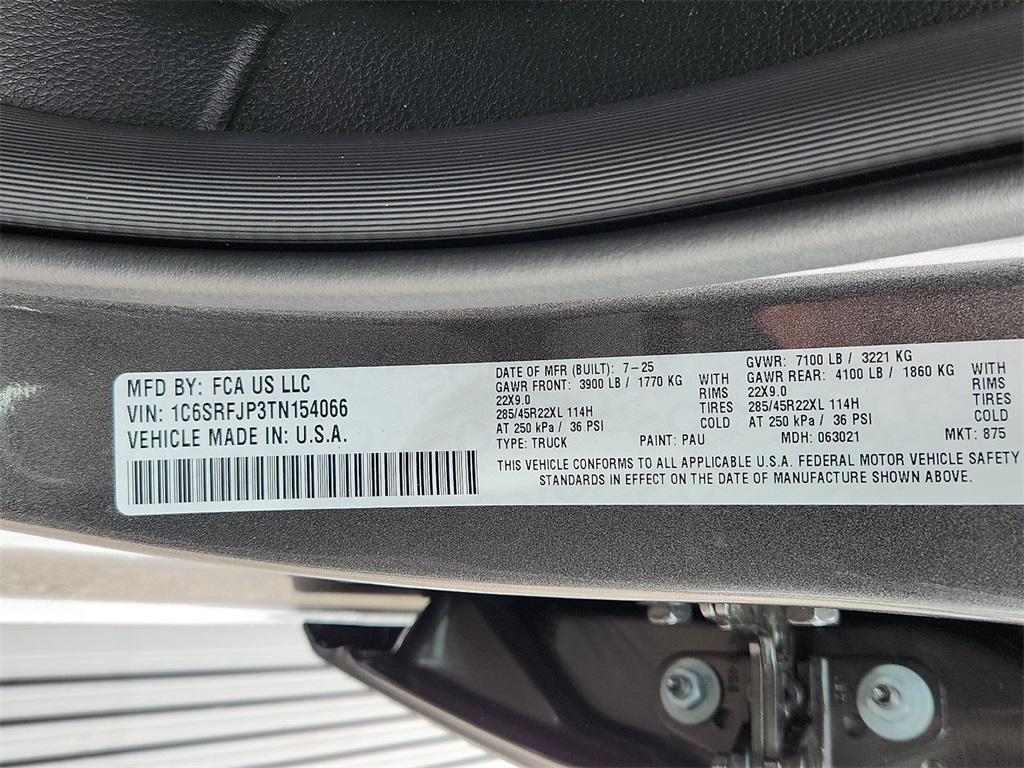 MFD BY: FCA US LLC
VIN: 1C6SRFJP3TN154066
VEHICLE MADE IN: U.S.A.
DATE OF MFR (BUILT): 7-25
GVWR: 7100 LB / 3221 KG
GAWR FRONT: 3900 LB / 1770 KG WITH GAWR REAR: 4100 LB / 1860 KG WITH
22X9.0 RIMS 22X9.0 RIMS
285/45R22XL 114H TIRES 285/45R22XL 114H TIRES
AT 250 kPa / 36 PSI COLD AT 250 kPa / 36 PSI COLD
TYPE: TRUCK PAINT: PAU MDH: 063021 MKT: 875
THIS VEHICLE CONFORMS TO ALL APPLICABLE U.S.A. FEDERAL MOTOR VEHICLE SAFETY
STANDARDS IN EFFECT ON THE DATE OF MANUFACTURE SHOWN ABOVE.